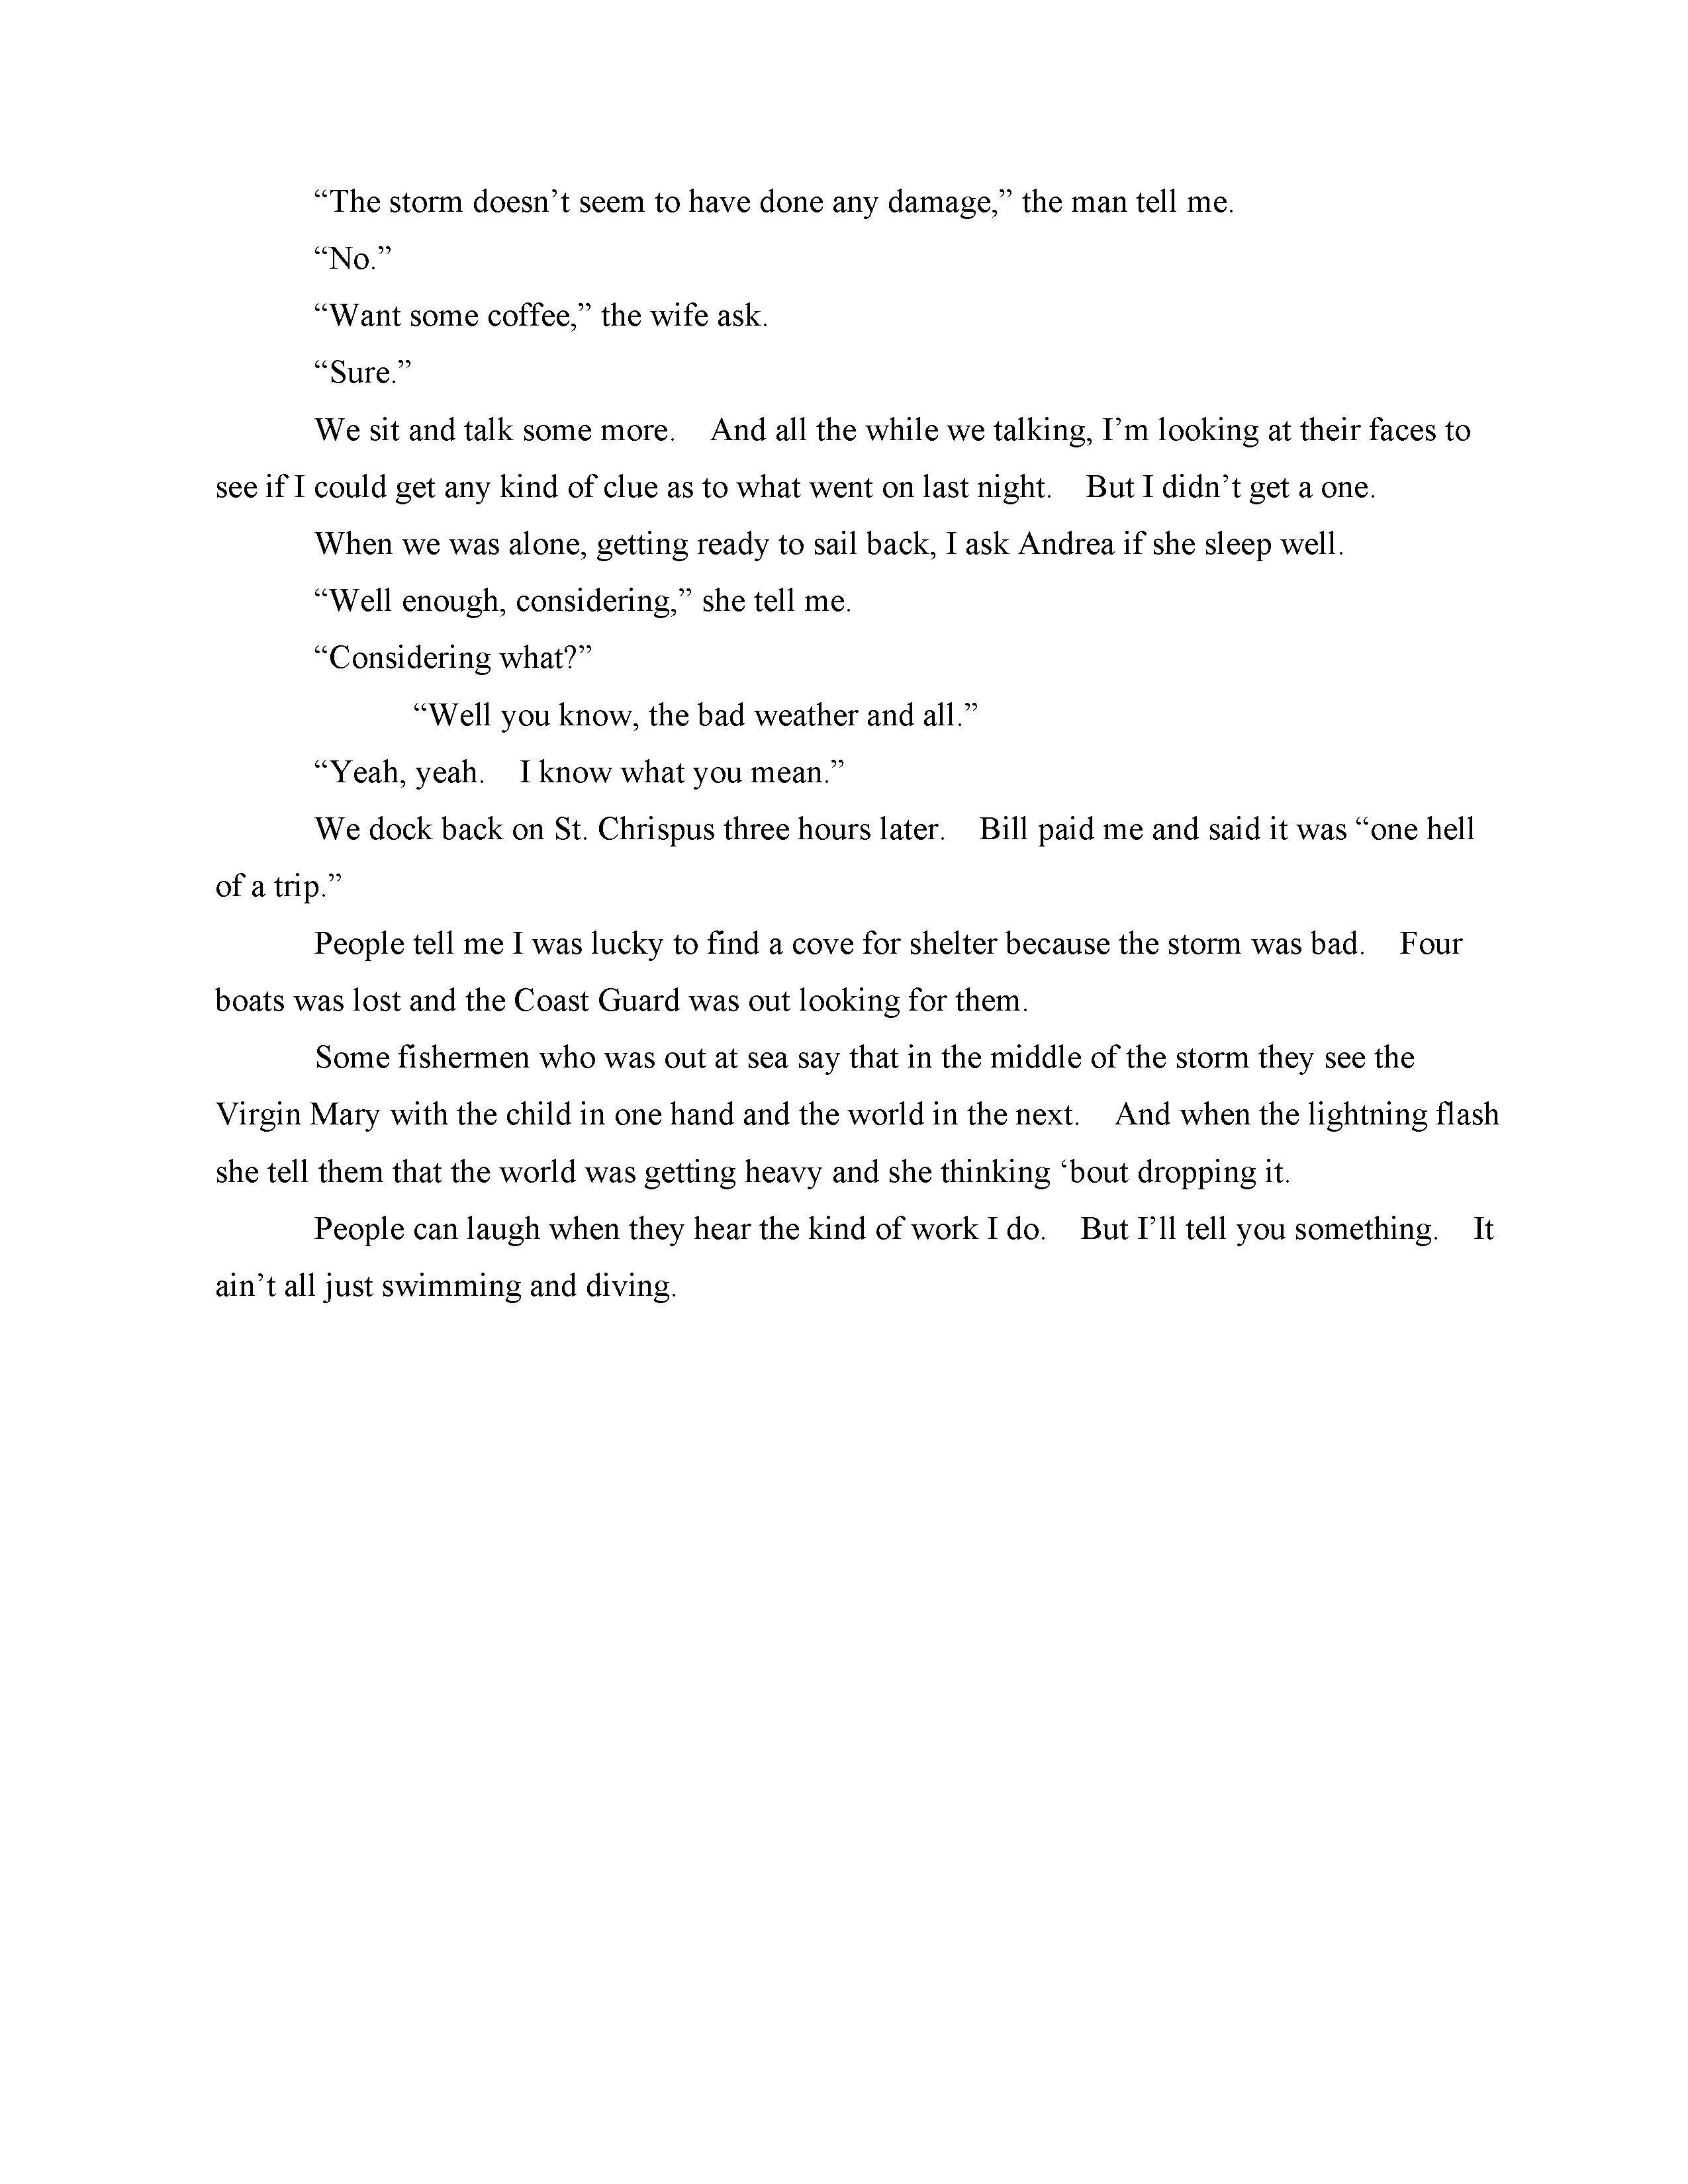 “The storm doesn’t seem to have done any damage,” the man tell me.
“No.”
“Want some coffee,” the wife ask.
“Sure.”
We sit and talk some more.    And all the while we talking, I’m looking at their faces to
see if I could get any kind of clue as to what went on last night.    But I didn’t get a one.
When we was alone, getting ready to sail back, I ask Andrea if she sleep well.
“Well enough, considering,” she tell me.
“Considering what?”
“Well you know, the bad weather and all.”
“Yeah, yeah.    I know what you mean.”
We dock back on St. Chrispus three hours later.    Bill paid me and said it was “one hell
of a trip.”
People tell me I was lucky to find a cove for shelter because the storm was bad.    Four
boats was lost and the Coast Guard was out looking for them.
Some fishermen who was out at sea say that in the middle of the storm they see the
Virgin Mary with the child in one hand and the world in the next.    And when the lightning flash
she tell them that the world was getting heavy and she thinking ‘bout dropping it.
People can laugh when they hear the kind of work I do.    But I’ll tell you something.    It
ain’t all just swimming and diving.